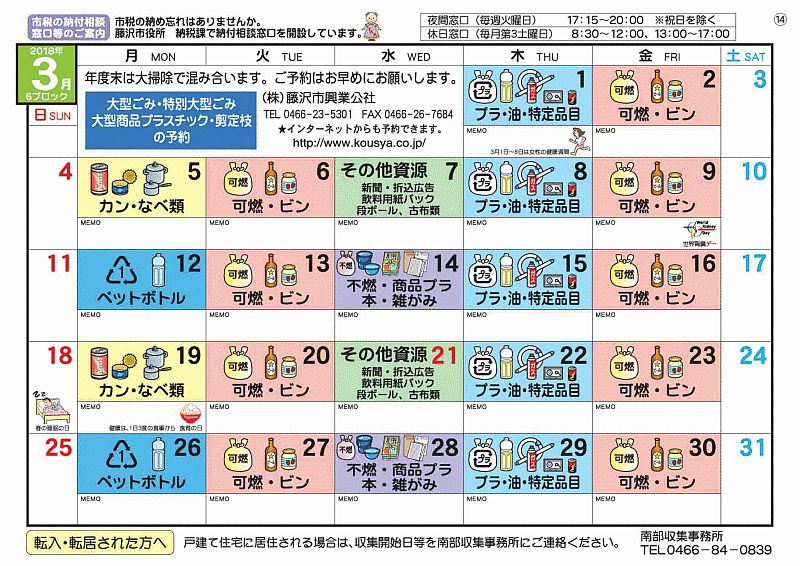 市税の納付相談
窓口等のご案内
市税の納め忘れはありませんか。
藤沢市役所　納税課で納付相談窓口を開設しています。
夜間窓口（毎週火曜日）　17:15～20:00　※祝日を除く
休日窓口（毎月第3土曜日）　8:30～12:00、13:00～17:00
⑭
2018年
3月
6ブロック
月 MON
火 TUE
水 WED
木 THU
金 FRI
土 SAT
日 SUN
年度末は大掃除で混み合います。ご予約はお早めにお願いします。
大型ごみ・特別大型ごみ
大型商品プラスチック・剪定枝
の予約
（株）藤沢市興業公社
TEL 0466-23-5301　FAX 0466-26-7684
★インターネットからも予約できます。
http://www.kousya.co.jp/
1
プラ・油・特定品目
MEMO
3月1日～8日は女性の健康週間
可燃
2
可燃・ビン
MEMO
3
4
5
カン・なべ類
MEMO
可燃
6
可燃・ビン
MEMO
その他資源 7
新聞・折込広告
飲料用紙パック
段ボール、古布類
MEMO
8
プラ・油・特定品目
MEMO
可燃
9
可燃・ビン
MEMO
World
Kidney
Day
世界腎臓デー
10
11
12
ペットボトル
MEMO
可燃
13
可燃・ビン
MEMO
不燃
14
不燃・商品プラ
本・雑がみ
MEMO
15
プラ・油・特定品目
MEMO
可燃
16
可燃・ビン
MEMO
17
18
春の睡眠の日
19
カン・なべ類
MEMO
健康は、1日3度の食事から　食育の日
可燃
20
可燃・ビン
MEMO
その他資源 21
新聞・折込広告
飲料用紙パック
段ボール、古布類
MEMO
22
プラ・油・特定品目
MEMO
可燃
23
可燃・ビン
MEMO
24
25
26
ペットボトル
MEMO
可燃
27
可燃・ビン
MEMO
不燃
28
不燃・商品プラ
本・雑がみ
MEMO
29
プラ・油・特定品目
MEMO
可燃
30
可燃・ビン
MEMO
31
転入・転居された方へ
戸建て住宅に居住される場合は、収集開始日等を南部収集事務所にご連絡ください。
南部収集事務所
TEL0466-84-0839